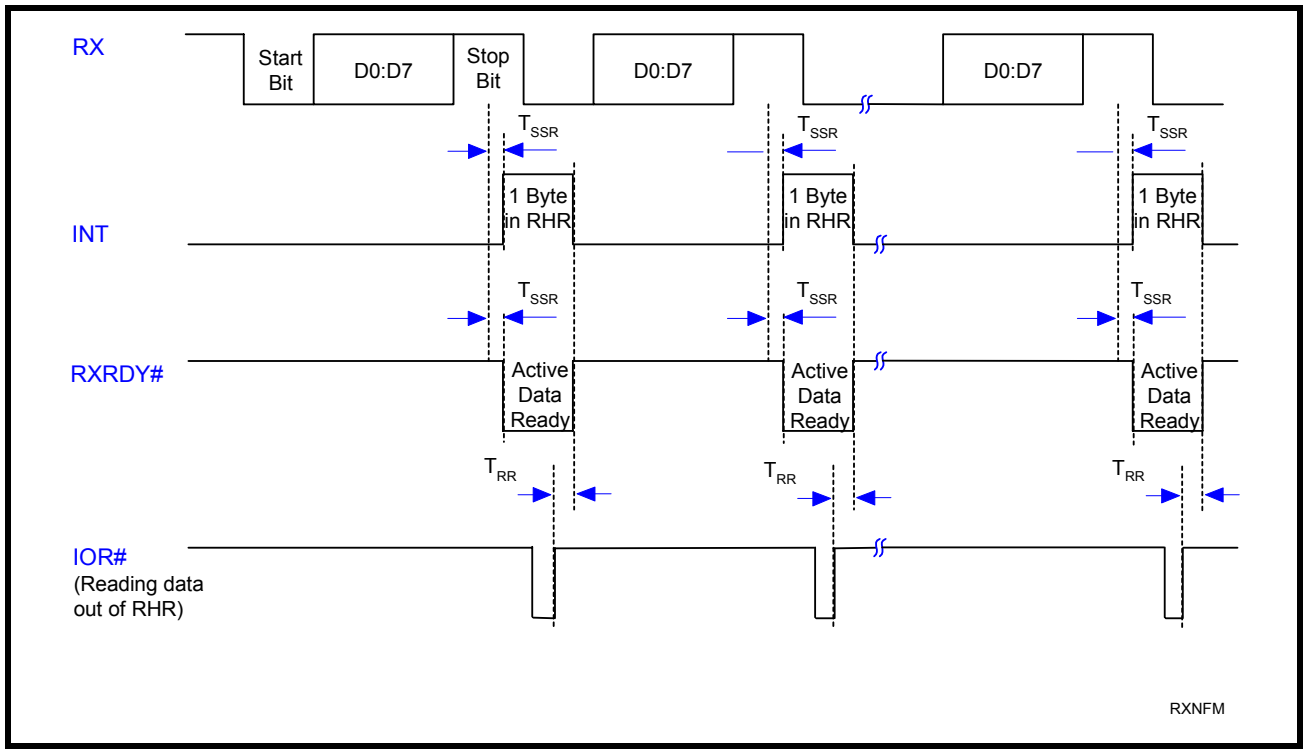 RX
Start
Bit
D0:D7
Stop
Bit
D0:D7
D0:D7
TSSR
TSSR
TSSR
INT
1 Byte
in RHR
1 Byte
in RHR
1 Byte
in RHR
TSSR
TSSR
TSSR
RXRDY#
Active
Data
Ready
Active
Data
Ready
Active
Data
Ready
TRR
TRR
TRR
IOR#
(Reading data
out of RHR)
RXNFM